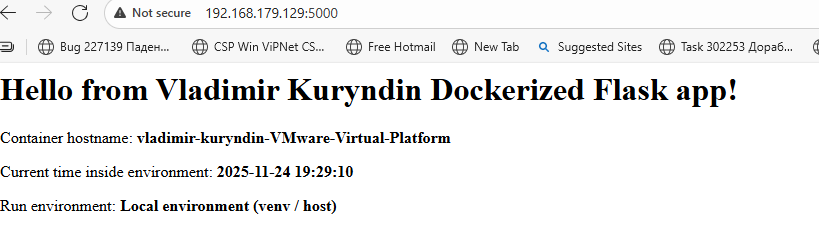 Not secure 192.168.179.129:5000
Bug 227139 Паден... CSP Win ViPNet CS... Free Hotmail New Tab Suggested Sites Task 302253 Дораб...
Hello from Vladimir Kuryndin Dockerized Flask app!
Container hostname: vladimir-kuryndin-VMware-Virtual-Platform
Current time inside environment: 2025-11-24 19:29:10
Run environment: Local environment (venv / host)